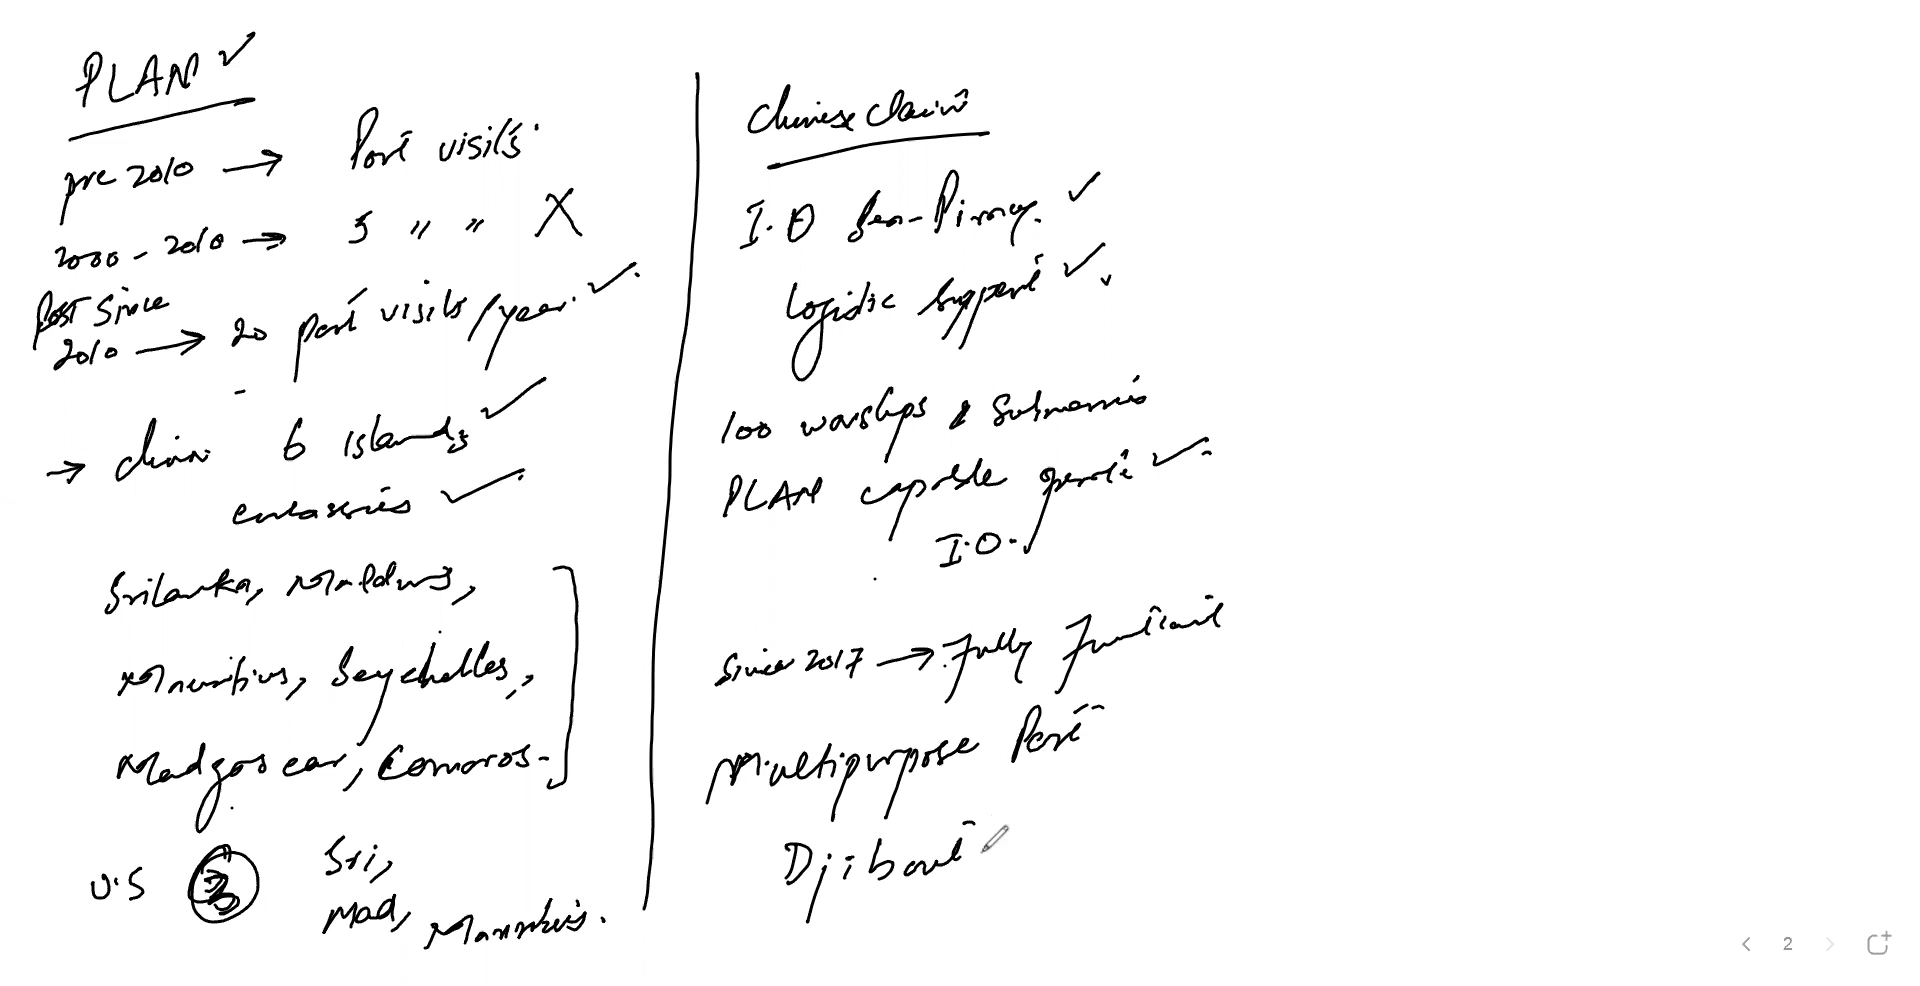 PLAN ✓
pre 2010 → Port visits.
2000 - 2010 → 5 " " X
Post Since
2010 → 20 port visits/year. ✓
→ China 6 Islands ✓
embassies ✓
Srilanka, Maldives,
Mauritius, Seychelles,
Madgascar, Comoros -
U.S 3 Sri,
Mad, Mauritius.
Chinese Claim
I.O Sea-Piracy. ✓
logistic support ✓
100 warships & Submarines
PLAN capable operate ✓
I.O.
Since 2017 → Fully Functional
Multipurpose Port
Djibouti
2